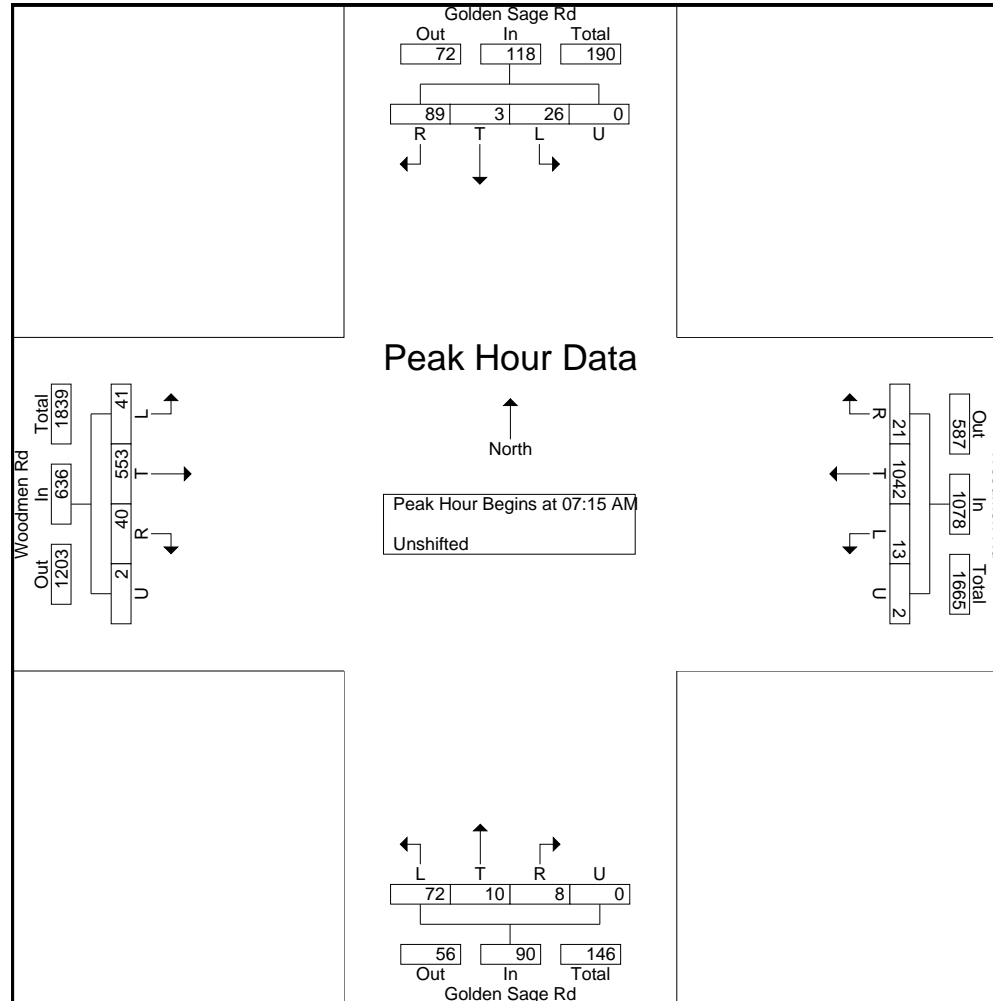 Golden Sage Rd
Out In Total
72 118 190
89 3 26 0
R T L U
Peak Hour Data
North
Peak Hour Begins at 07:15 AM
Unshifted
Woodmen Rd
Out In Total
1203 636 1839
41 553 40 2
L T R U
R T L U
21 1042 13 2
Out In Total
587 1078 1665
L T R U
72 10 8 0
56 90 146
Out In Total
Golden Sage Rd